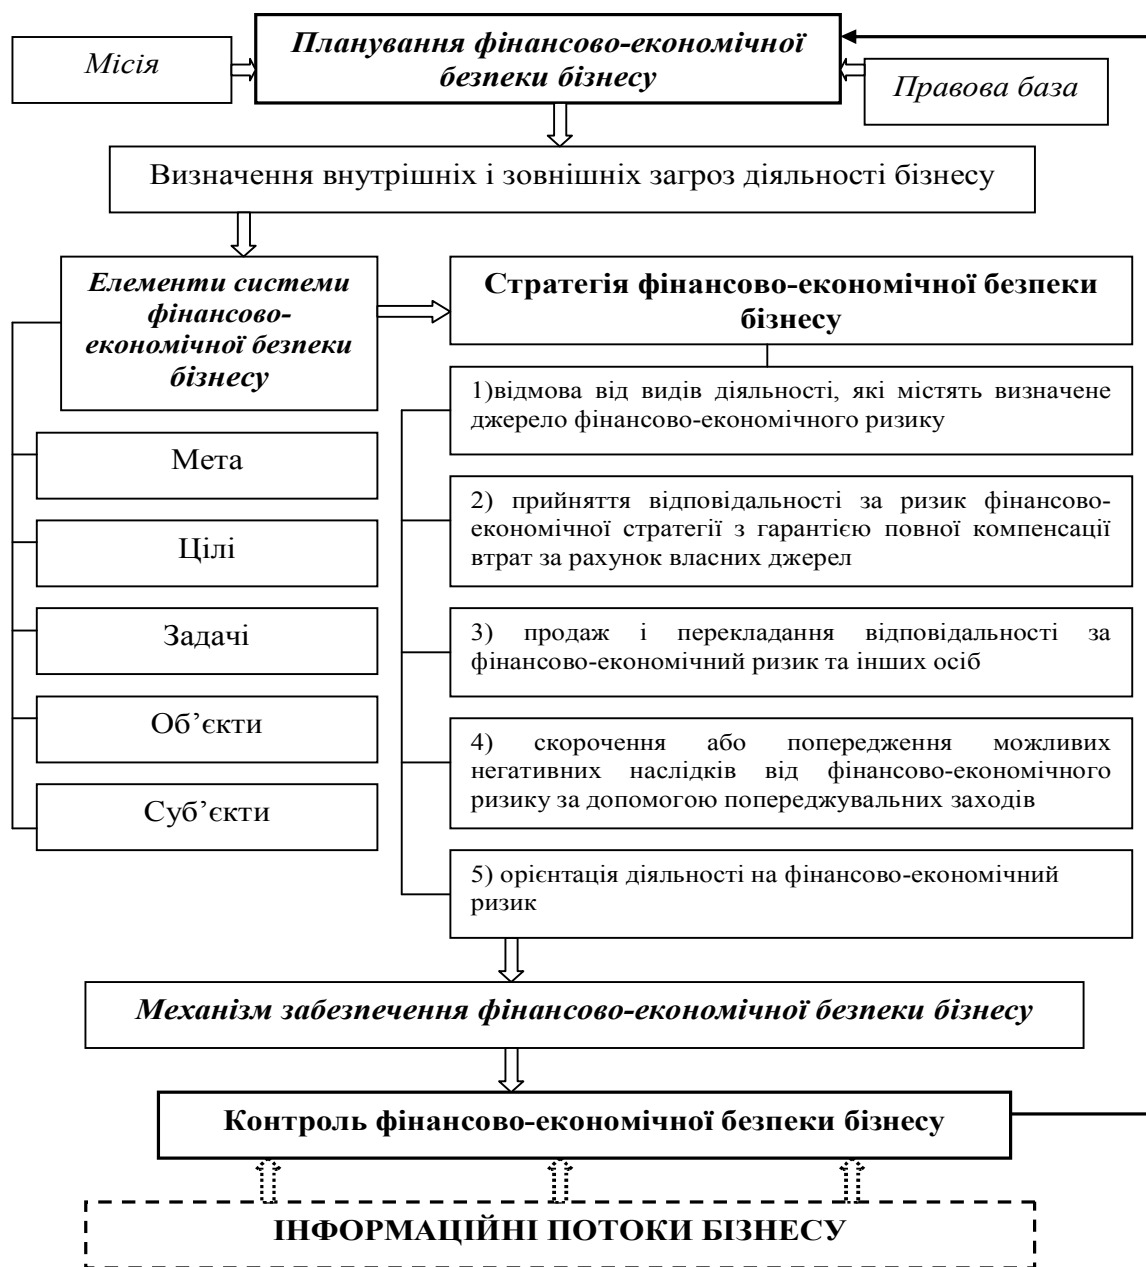 Планування фінансово-економічної
безпеки бізнесу
Місія
Правова база
Визначення внутрішніх і зовнішніх загроз діяльності бізнесу
Елементи системи
фінансово-
економічної безпеки
бізнесу
Мета
Цілі
Задачі
Об’єкти
Суб’єкти
Стратегія фінансово-економічної безпеки
бізнесу
1)відмова від видів діяльності, які містять визначене
джерело фінансово-економічного ризику
2) прийняття відповідальності за ризик фінансово-
економічної стратегії з гарантією повної компенсації
втрат за рахунок власних джерел
3) продаж і перекладання відповідальності за
фінансово-економічний ризик та інших осіб
4) скорочення або попередження можливих
негативних наслідків від фінансово-економічного
ризику за допомогою попереджувальних заходів
5) орієнтація діяльності на фінансово-економічний
ризик
Механізм забезпечення фінансово-економічної безпеки бізнесу
Контроль фінансово-економічної безпеки бізнесу
ІНФОРМАЦІЙНІ ПОТОКИ БІЗНЕСУ